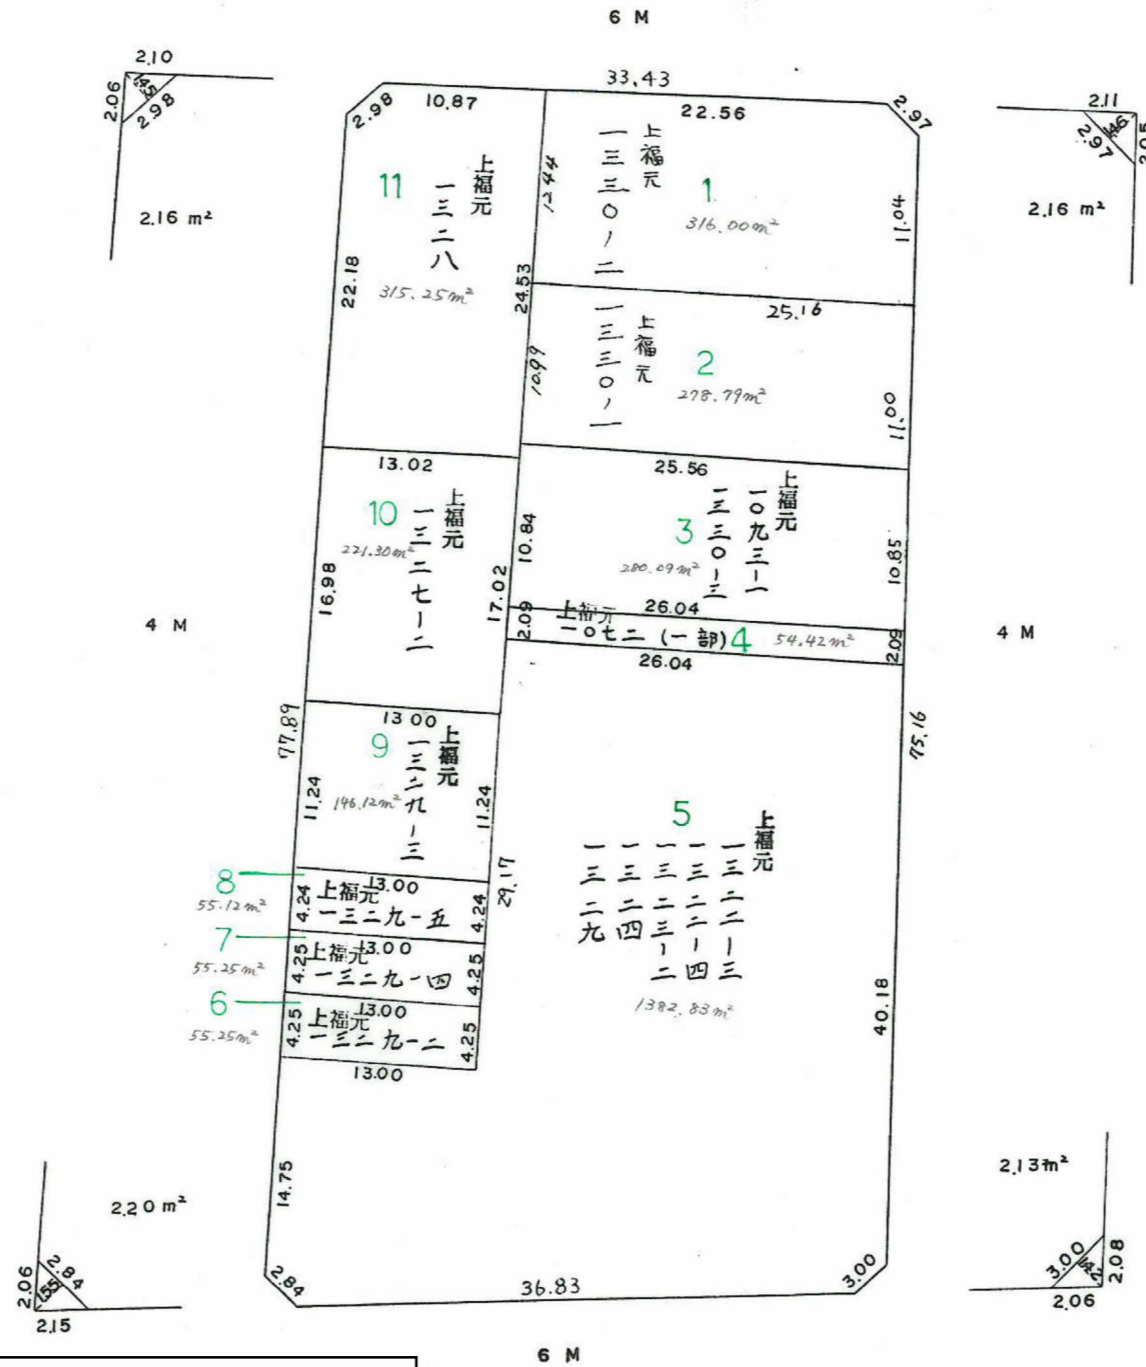 6 M
2.10
2.06
1.45
2.98
2.16 m²
33.43
2.98
10.87
22.56
2.97
2.11
2.05
1.46
2.97
2.16 m²
11
上福元
一三二八
315.25m²
22.18
24.53
12.44
上福元
一三三〇ノ二
1
316.00m²
11.04
25.16
10.99
上福元
一三三〇ノ一
2
278.79m²
11.00
13.02
25.56
10
上福元
一三二七-二
221.30m²
16.98
17.02
10.84
上福元
一〇九三-一
一三三〇-三
3
280.09m²
10.85
26.04
2.09
上福元
一〇七二(一部)
4
54.42m²
2.09
26.04
4 M
4 M
77.89
75.16
13.00
9
上福元
一三二九-三
146.12m²
11.24
11.24
29.17
5
上福元
一三二二-三
一三二二-四
一三二三-二
一三二四
一三二九
1382.83m²
40.18
8
55.12m²
13.00
4.24
上福元
一三二九-五
4.24
7
55.25m²
13.00
4.25
上福元
一三二九-四
4.25
6
55.25m²
13.00
4.25
上福元
一三二九-二
4.25
13.00
14.75
2.84
36.83
3.00
2.20 m²
2.06
2.84
1.55
2.15
2.13m²
3.00
1.42
2.08
2.06
6 M